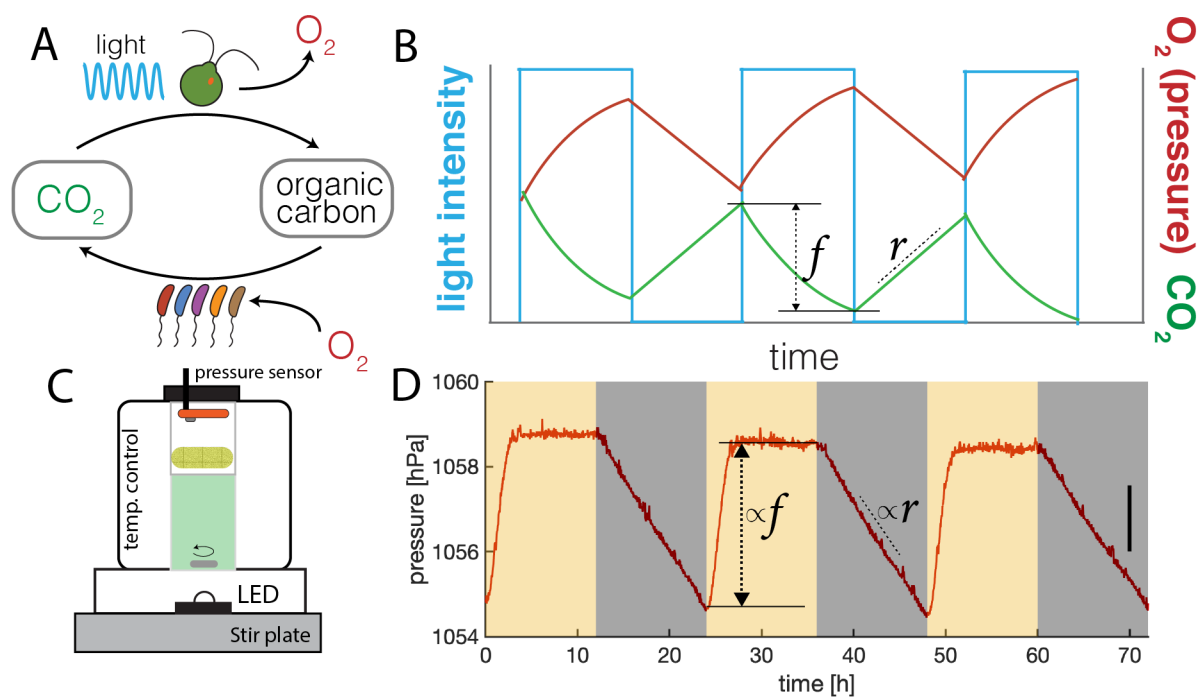 A
light
O2
CO2
organic
carbon
O2
B
light intensity
f
r
time
O2 (pressure) CO2
C
pressure sensor
temp. control
LED
Stir plate
D
pressure [hPa]
1060
1058
1056
1054
∝f
∝r
0 10 20 30 40 50 60 70
time [h]